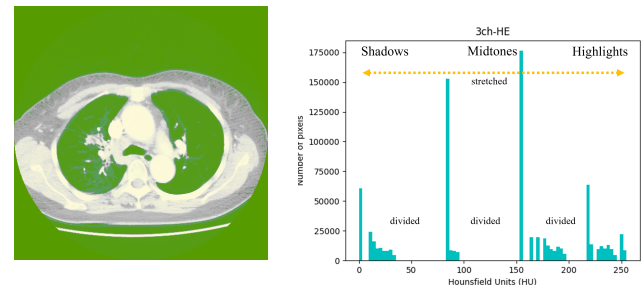 3ch-HE
Shadows Midtones Highlights
stretched
divided divided divided
Number of pixels
175000
150000
125000
100000
75000
50000
25000
0
0 50 100 150 200 250
Hounsfield Units (HU)